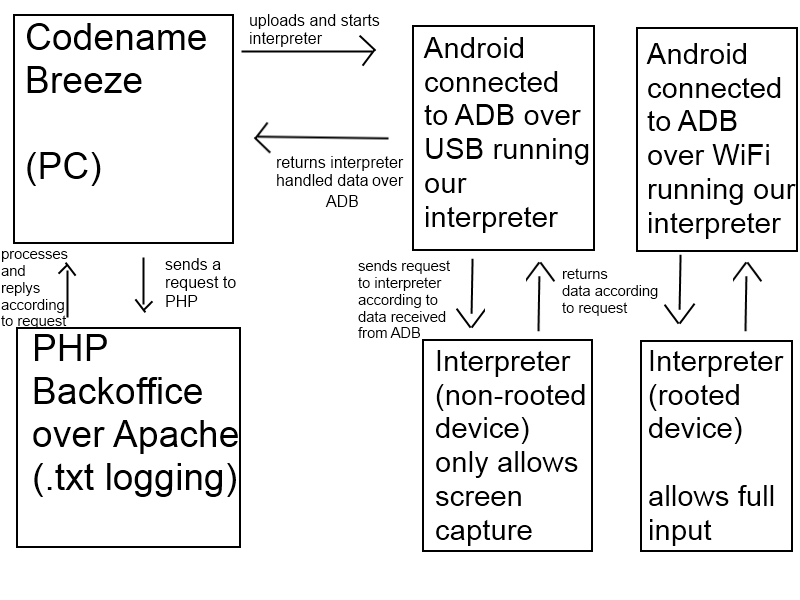 Codename
Breeze
(PC)
uploads and starts
interpreter
returns interpreter
handled data over
ADB
Android
connected
to ADB over
USB running
our
interpreter
Android
connected
to ADB
over WiFi
running our
interpreter
processes
and
replys
according
to request
sends a
request to
PHP
sends request
to interpreter
according to
data received
from ADB
returns
data according
to request
PHP
Backoffice
over Apache
(.txt logging)
Interpreter
(non-rooted
device)
only allows
screen
capture
Interpreter
(rooted
device)
allows full
input